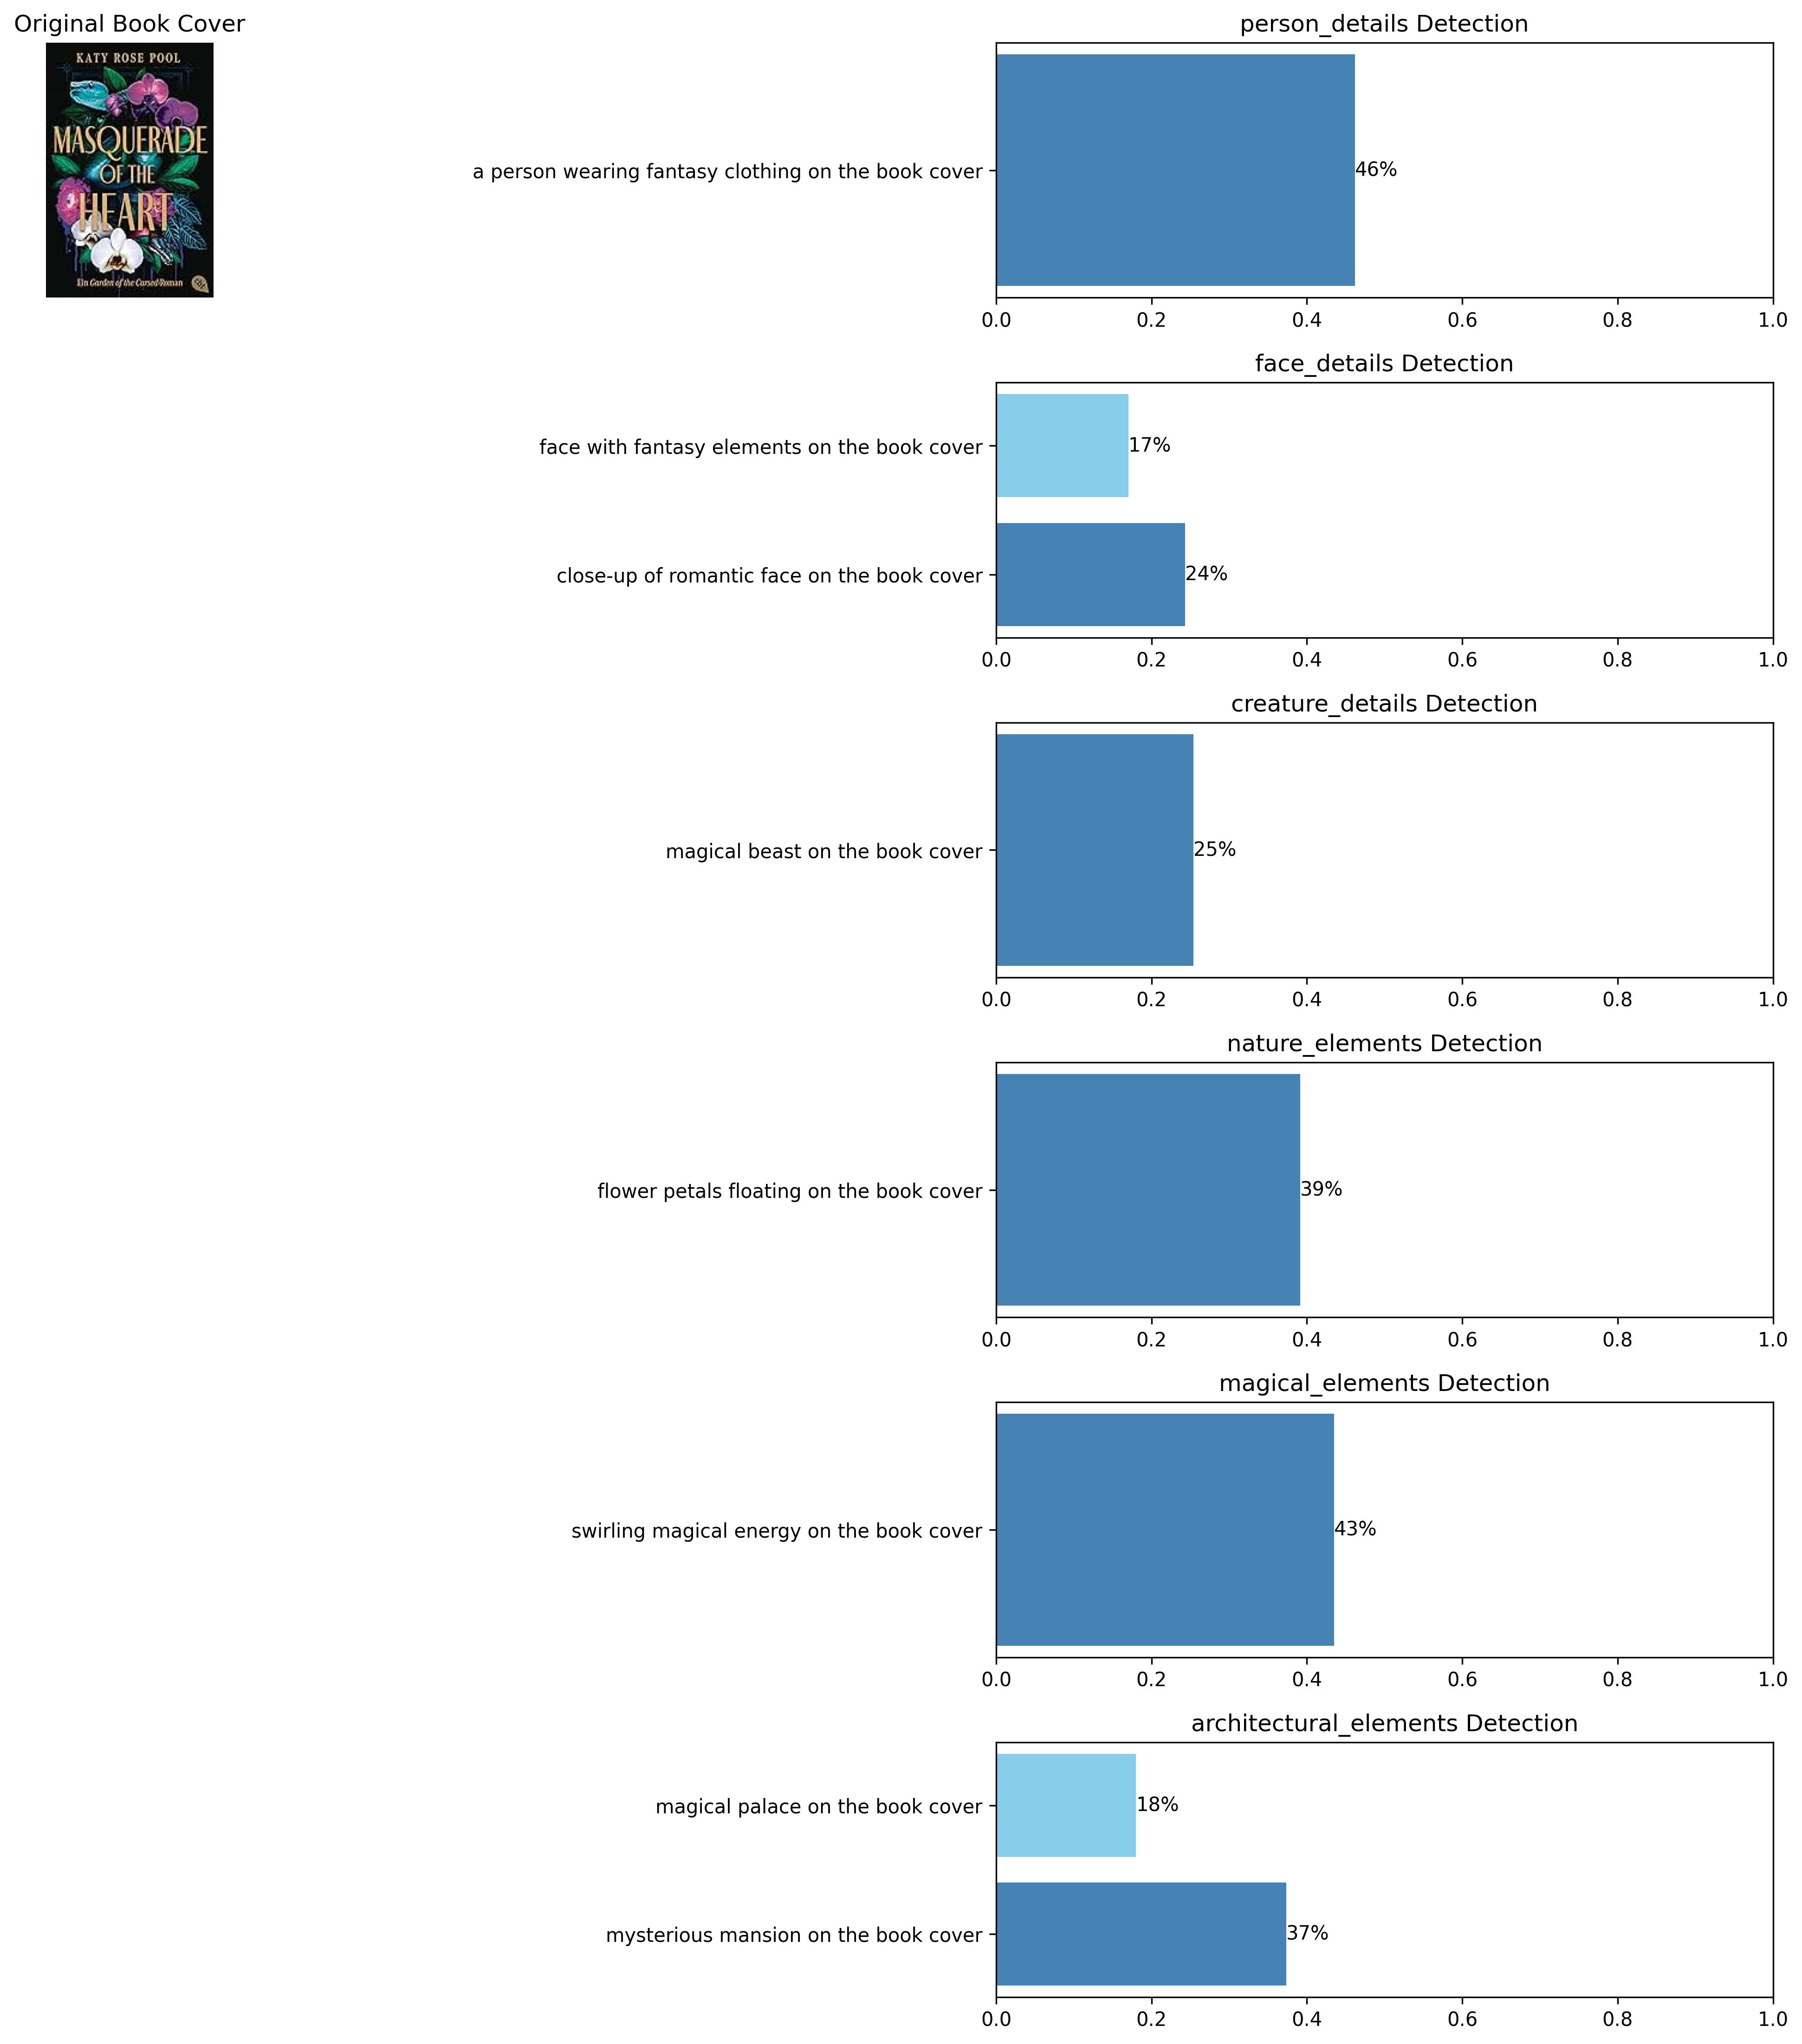 Original Book Cover
KATY ROSE POOL
MASQUERADE
OF THE
HEART
Ein Garden of the Cursed-Roman
cbj
person_details Detection
a person wearing fantasy clothing on the book cover
46%
0.0 0.2 0.4 0.6 0.8 1.0
face_details Detection
face with fantasy elements on the book cover
17%
close-up of romantic face on the book cover
24%
0.0 0.2 0.4 0.6 0.8 1.0
creature_details Detection
magical beast on the book cover
25%
0.0 0.2 0.4 0.6 0.8 1.0
nature_elements Detection
flower petals floating on the book cover
39%
0.0 0.2 0.4 0.6 0.8 1.0
magical_elements Detection
swirling magical energy on the book cover
43%
0.0 0.2 0.4 0.6 0.8 1.0
architectural_elements Detection
magical palace on the book cover
18%
mysterious mansion on the book cover
37%
0.0 0.2 0.4 0.6 0.8 1.0